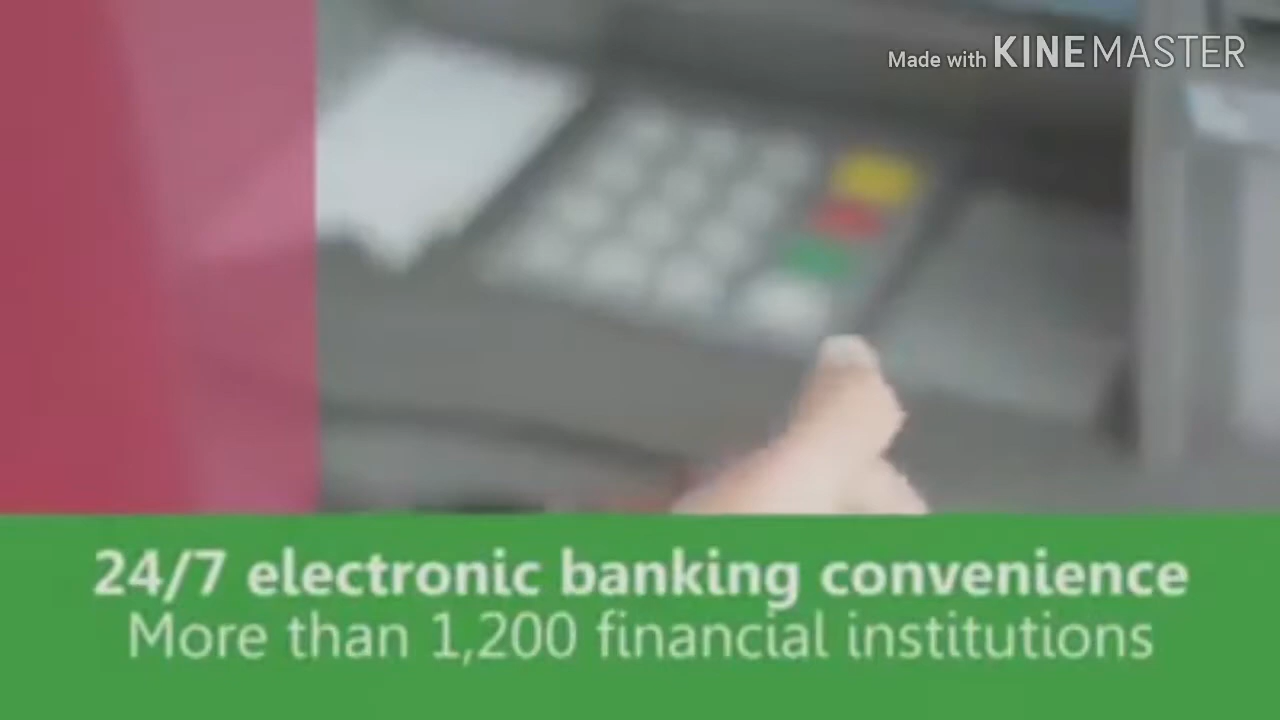 Made with KINEMASTER
24/7 electronic banking convenience
More than 1,200 financial institutions